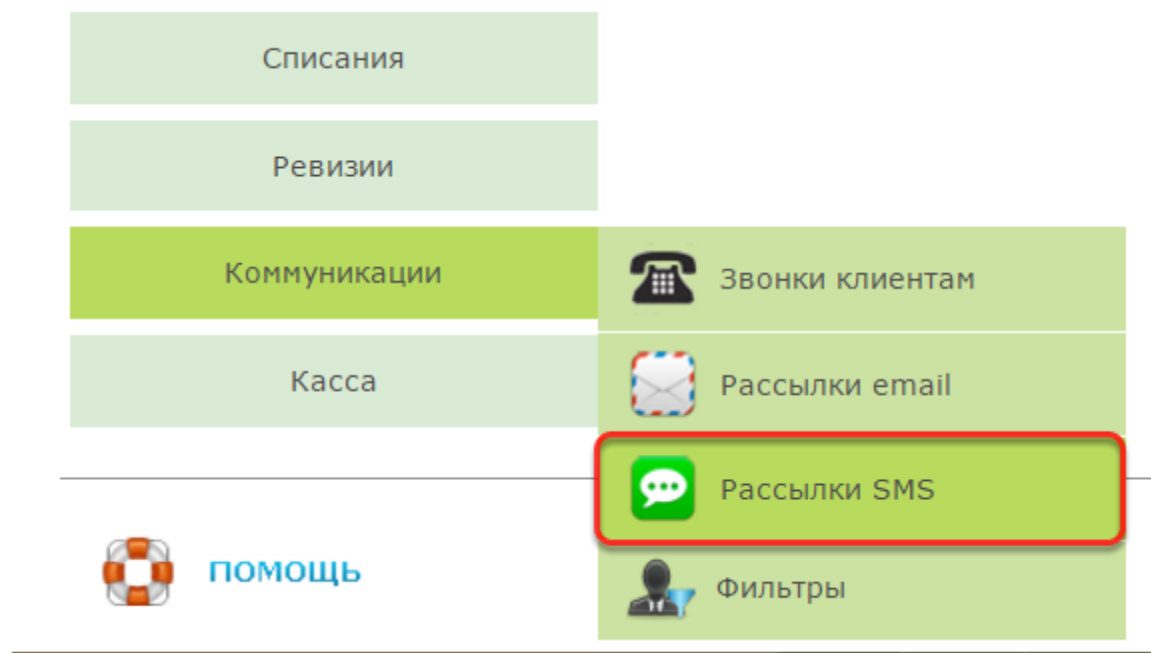 Списания
Ревизии
Коммуникации
Звонки клиентам
Касса
Рассылки email
Рассылки SMS
помощь
Фильтры